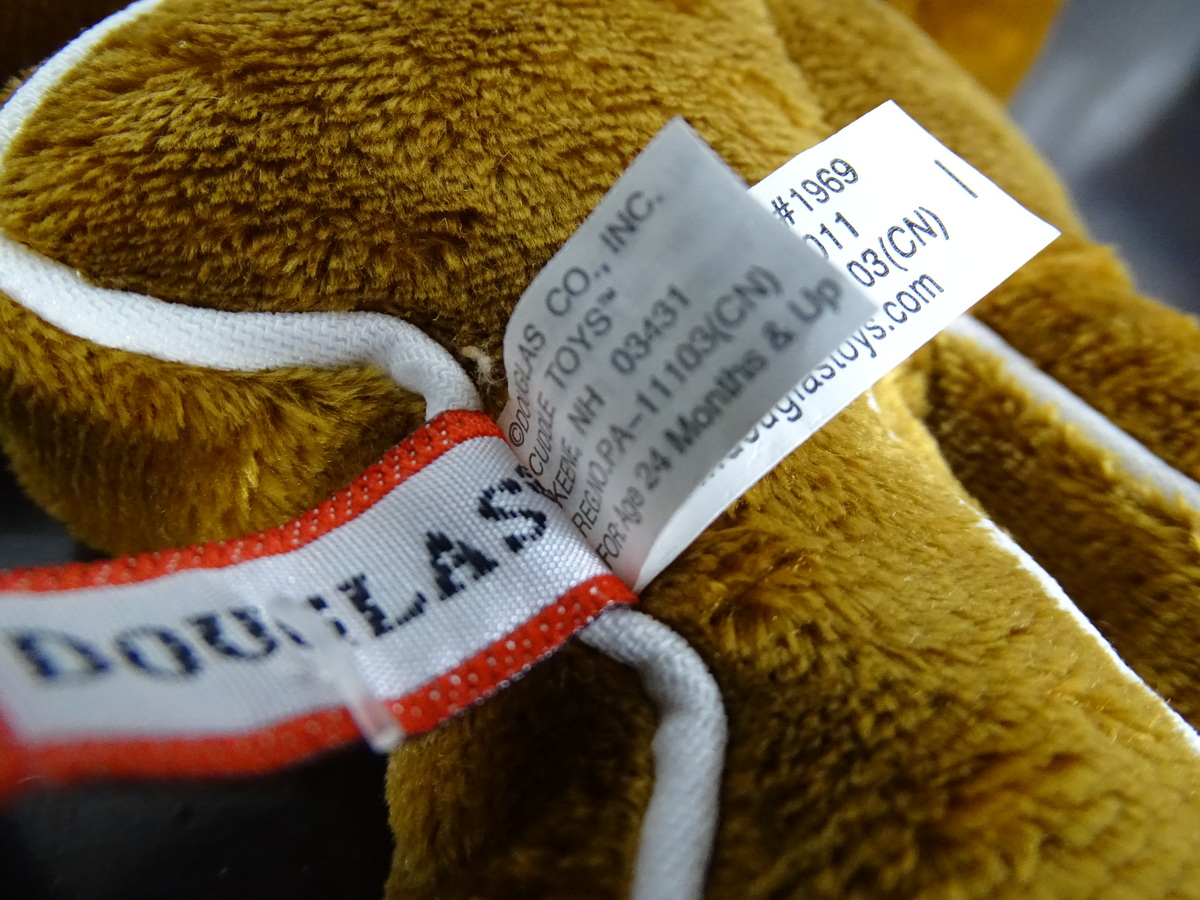 ©DOUGLAS CO., INC.
CUDDLE TOYS™
KEENE NH 03431
REG NO.PA-11103(CN)
FOR Age 24 Months & Up
#1969
011
03(CN)
douglastoys.com
DOUGLAS